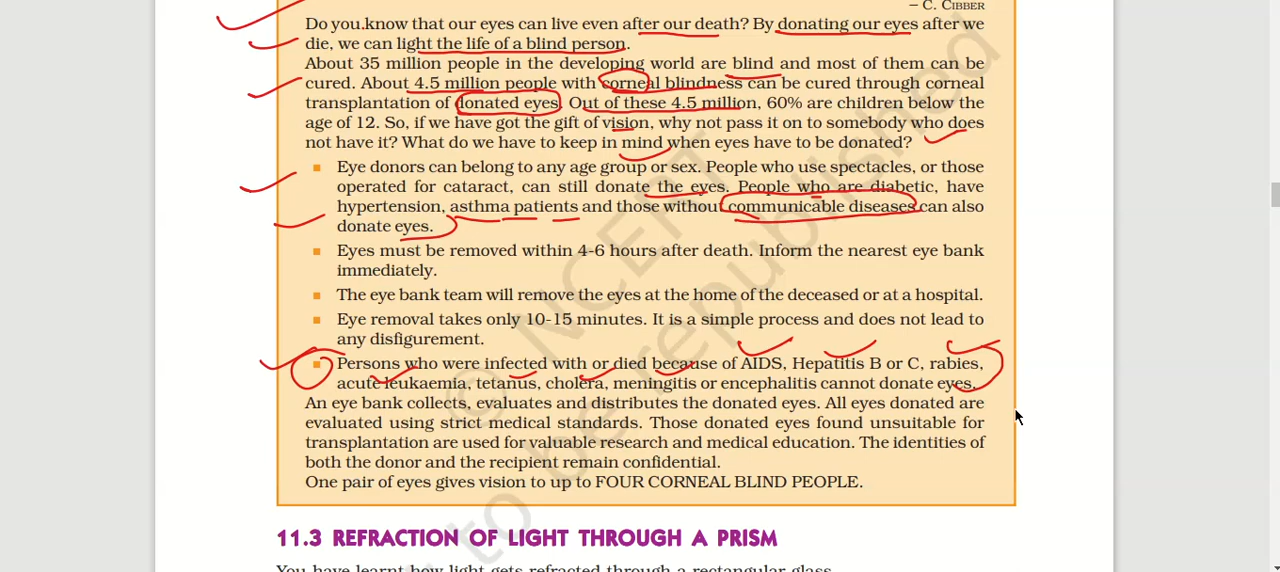 – C. CIBBER
Do you.know that our eyes can live even after our death? By donating our eyes after we
die, we can light the life of a blind person.
About 35 million people in the developing world are blind and most of them can be
cured. About 4.5 million people with corneal blindness can be cured through corneal
transplantation of donated eyes. Out of these 4.5 million, 60% are children below the
age of 12. So, if we have got the gift of vision, why not pass it on to somebody who does
not have it? What do we have to keep in mind when eyes have to be donated?
▪ Eye donors can belong to any age group or sex. People who use spectacles, or those
operated for cataract, can still donate the eyes. People who are diabetic, have
hypertension, asthma patients and those without communicable diseases can also
donate eyes.
▪ Eyes must be removed within 4-6 hours after death. Inform the nearest eye bank
immediately.
▪ The eye bank team will remove the eyes at the home of the deceased or at a hospital.
▪ Eye removal takes only 10-15 minutes. It is a simple process and does not lead to
any disfigurement.
▪ Persons who were infected with or died because of AIDS, Hepatitis B or C, rabies,
acute leukaemia, tetanus, cholera, meningitis or encephalitis cannot donate eyes.
An eye bank collects, evaluates and distributes the donated eyes. All eyes donated are
evaluated using strict medical standards. Those donated eyes found unsuitable for
transplantation are used for valuable research and medical education. The identities of
both the donor and the recipient remain confidential.
One pair of eyes gives vision to up to FOUR CORNEAL BLIND PEOPLE.
© NCERT
to be republished
11.3 REFRACTION OF LIGHT THROUGH A PRISM
You have learnt how light gets refracted through a rectangular glass